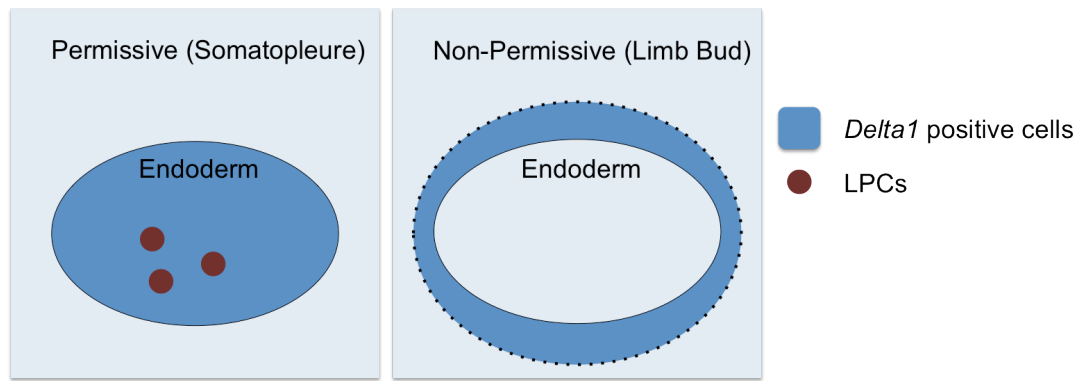 Permissive (Somatopleure)
Endoderm
Non-Permissive (Limb Bud)
Endoderm
Delta1 positive cells
LPCs